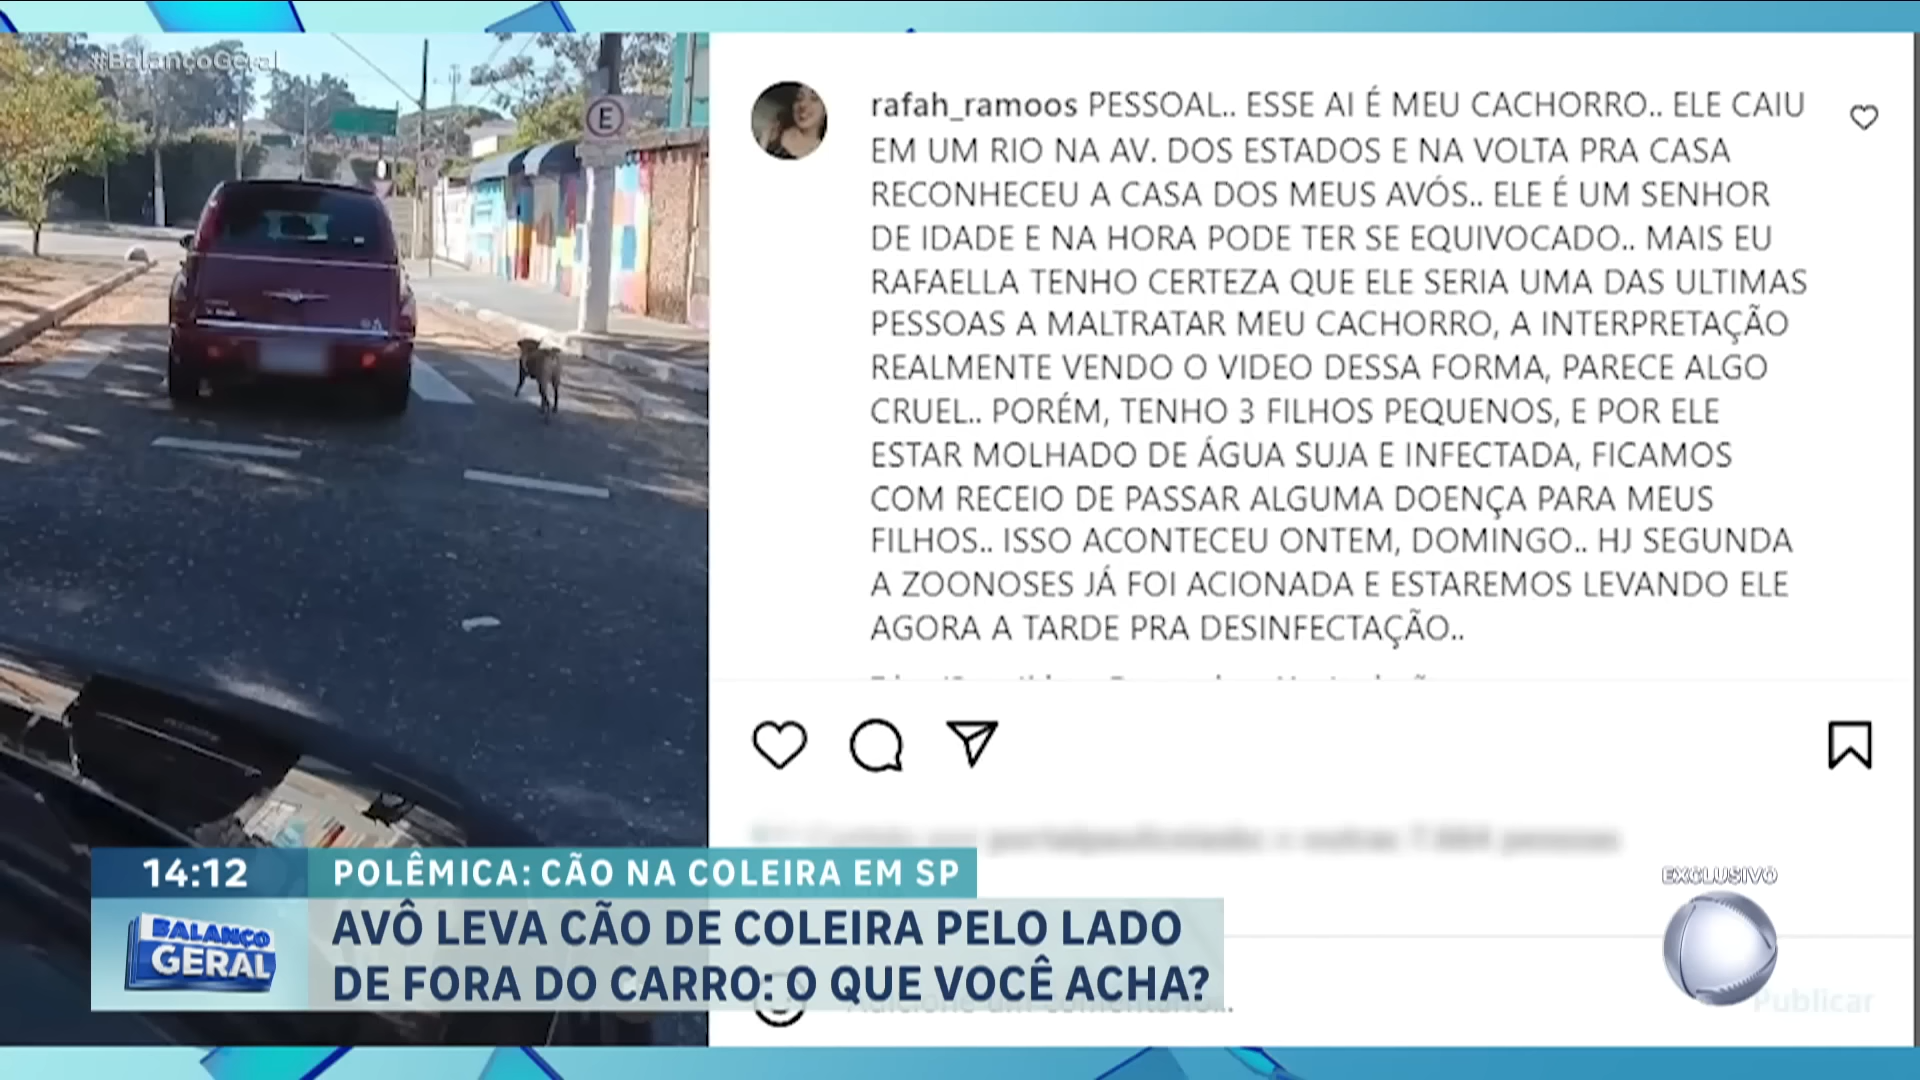 #BalançoGeral
E
rafah_ramoos PESSOAL.. ESSE AI É MEU CACHORRO.. ELE CAIU
EM UM RIO NA AV. DOS ESTADOS E NA VOLTA PRA CASA
RECONHECEU A CASA DOS MEUS AVÓS.. ELE É UM SENHOR
DE IDADE E NA HORA PODE TER SE EQUIVOCADO.. MAIS EU
RAFAELLA TENHO CERTEZA QUE ELE SERIA UMA DAS ULTIMAS
PESSOAS A MALTRATAR MEU CACHORRO, A INTERPRETAÇÃO
REALMENTE VENDO O VIDEO DESSA FORMA, PARECE ALGO
CRUEL.. PORÉM, TENHO 3 FILHOS PEQUENOS, E POR ELE
ESTAR MOLHADO DE ÁGUA SUJA E INFECTADA, FICAMOS
COM RECEIO DE PASSAR ALGUMA DOENÇA PARA MEUS
FILHOS.. ISSO ACONTECEU ONTEM, DOMINGO.. HJ SEGUNDA
A ZOONOSES JÁ FOI ACIONADA E ESTAREMOS LEVANDO ELE
AGORA A TARDE PRA DESINFECTAÇÃO..
14:12
POLÊMICA: CÃO NA COLEIRA EM SP
BALANÇO
GERAL
AVÔ LEVA CÃO DE COLEIRA PELO LADO
DE FORA DO CARRO: O QUE VOCÊ ACHA?
Adicione um comentário...
EXCLUSIVO
Publicar